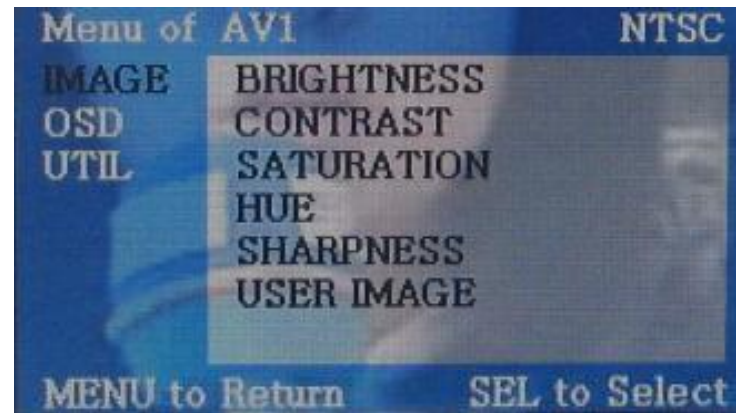 Menu of AV1 NTSC
IMAGE BRIGHTNESS
OSD CONTRAST
UTIL SATURATION
HUE
SHARPNESS
USER IMAGE
MENU to Return SEL to Select